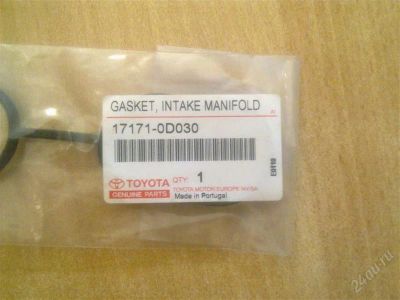 GASKET, INTAKE MANIFOLD
17171-0D030
TOYOTA
GENUINE PARTS
QTY: 1
TOYOTA MOTOR EUROPE NV/SA
Made in Portugal
24au.ru